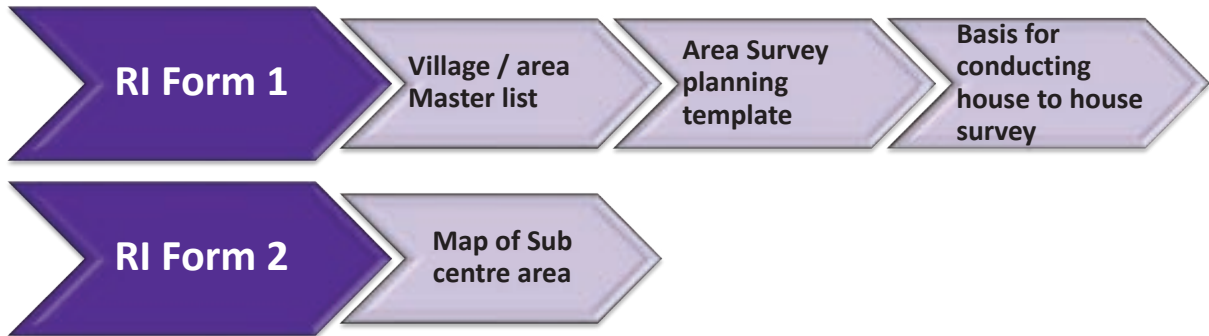 RI Form 1
Village / area
Master list
Area Survey
planning
template
Basis for
conducting
house to house
survey
RI Form 2
Map of Sub
centre area